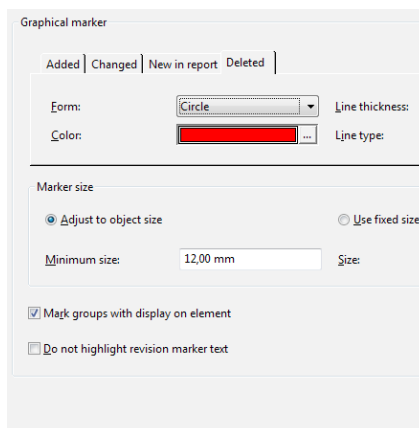 Graphical marker
Added Changed New in report Deleted
Form: Circle Line thickness:
Color: ... Line type:
Marker size
Adjust to object size Use fixed size
Minimum size: 12,00 mm Size:
Mark groups with display on element
Do not highlight revision marker text